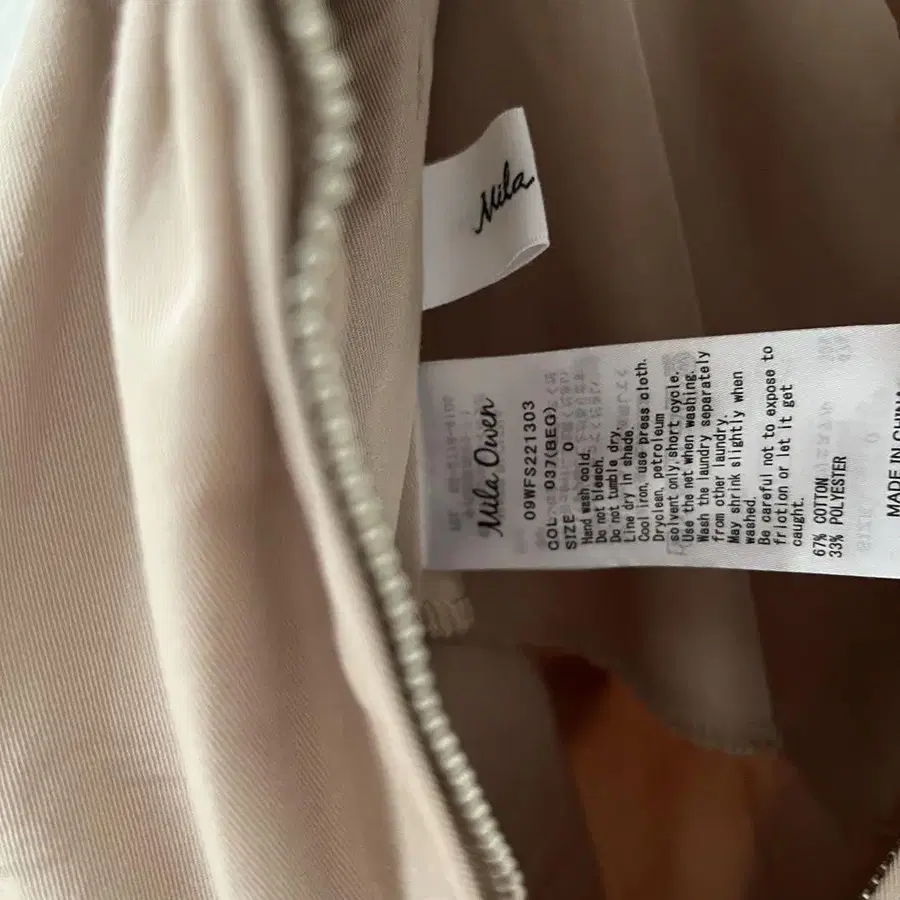 Mila
Mila Owen
09WFS221303
COL 037(BEG)
SIZE 0
Hand wash cold.
Do not bleach.
Do not tumble dry.
Line dry in shade.
Cool iron, use press cloth.
Dryclean, petroleum
solvent only, short cycle.
Use the net when washing.
Wash the laundry separately
from other laundry.
May shrink slightly when
washed.
Be careful not to expose to
friction or let it get
caught.
67% COTTON
33% POLYESTER
MADE IN CHINA